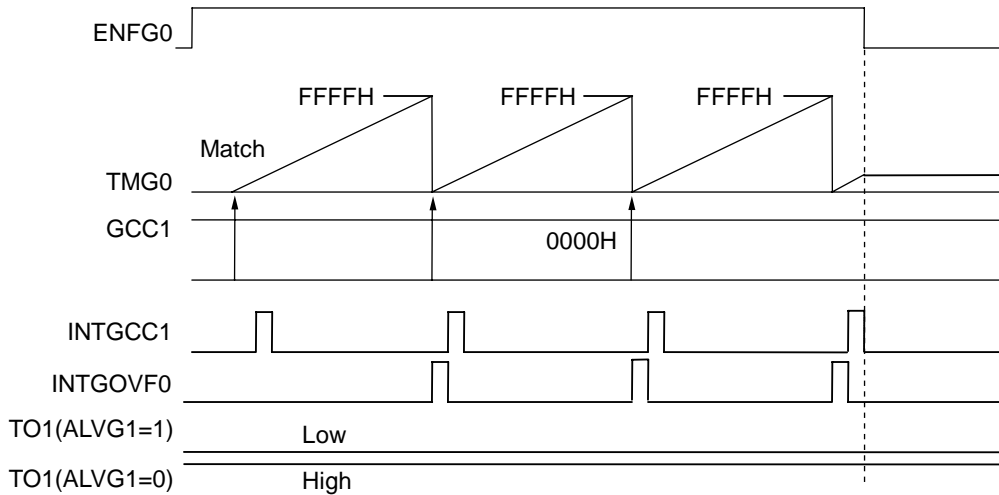 ENFG0
FFFFH FFFFH FFFFH
Match
TMG0
GCC1
0000H
INTGCC1
INTGOVF0
TO1(ALVG1=1)
Low
TO1(ALVG1=0)
High